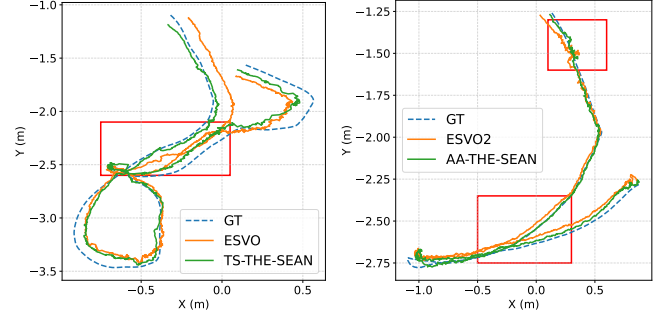 −1.0
−1.5
−2.0
−2.5
−3.0
−3.5
Y (m)
−0.5
0.0
0.5
X (m)
GT
ESVO
TS-THE-SEAN
−1.25
−1.50
−1.75
−2.00
−2.25
−2.50
−2.75
Y (m)
−1.0
−0.5
0.0
0.5
X (m)
GT
ESVO2
AA-THE-SEAN